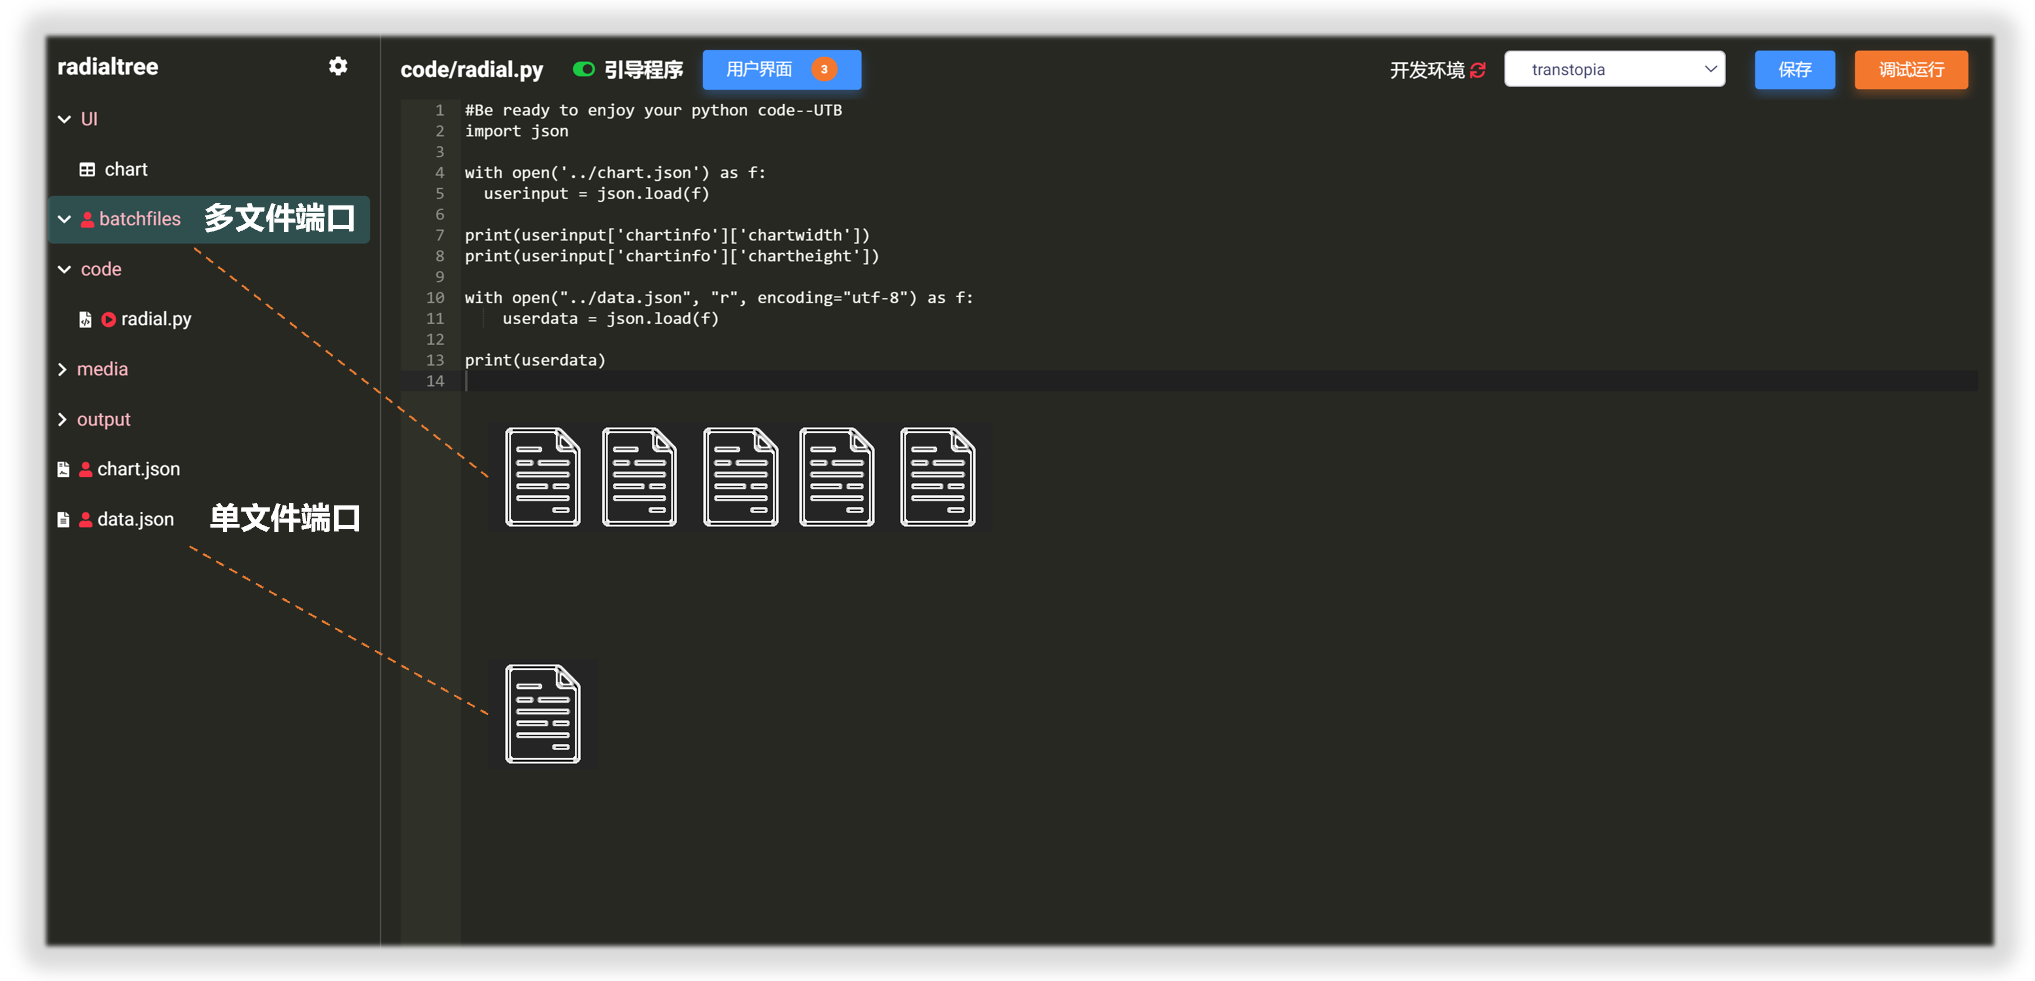 radialtree
UI
chart
batchfiles 多文件端口
code
radial.py
media
output
chart.json
data.json 单文件端口
code/radial.py 引导程序 用户界面 3 开发环境 transtopia 保存 调试运行
1 #Be ready to enjoy your python code--UTB
2 import json
3
4 with open('../chart.json') as f:
5   userinput = json.load(f)
6
7 print(userinput['chartinfo']['chartwidth'])
8 print(userinput['chartinfo']['chartheight'])
9
10 with open("../data.json", "r", encoding="utf-8") as f:
11     userdata = json.load(f)
12
13 print(userdata)
14